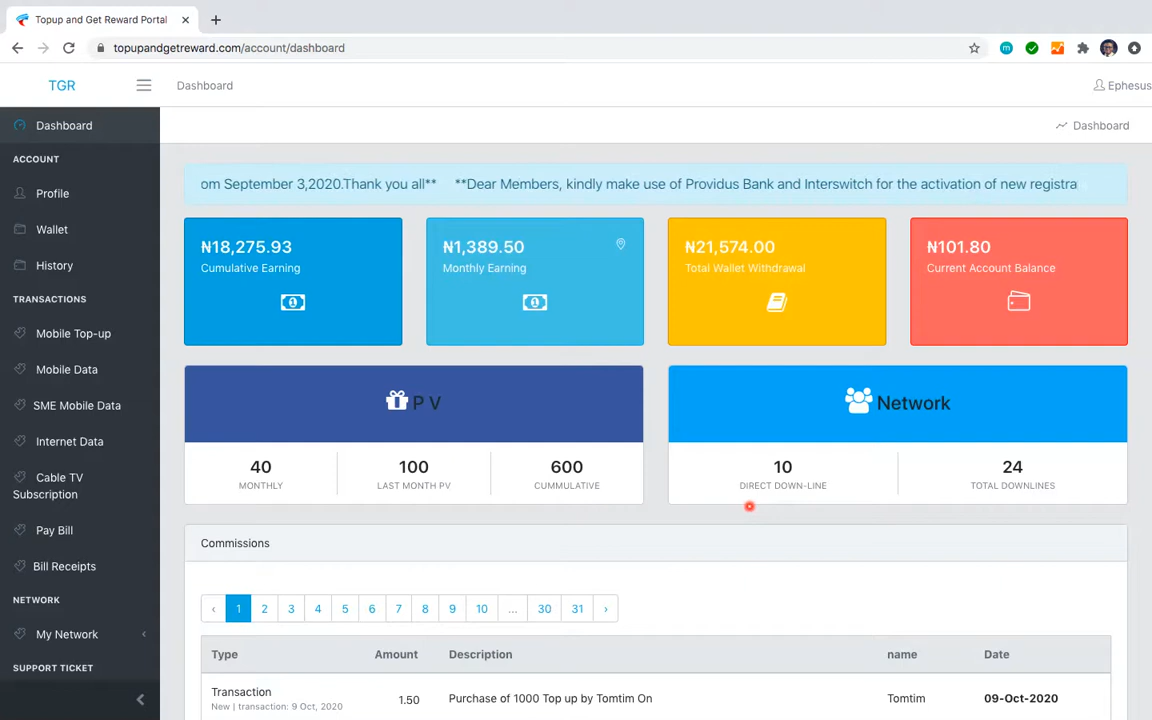 Topup and Get Reward Portal
topupandgetreward.com/account/dashboard
m
TGR
Dashboard
Ephesus
Dashboard
Dashboard
ACCOUNT
Profile
Wallet
History
TRANSACTIONS
Mobile Top-up
Mobile Data
SME Mobile Data
Internet Data
Cable TV
Subscription
Pay Bill
Bill Receipts
NETWORK
My Network
SUPPORT TICKET
om September 3,2020.Thank you all** **Dear Members, kindly make use of Providus Bank and Interswitch for the activation of new registra
₦18,275.93
Cumulative Earning
₦1,389.50
Monthly Earning
₦21,574.00
Total Wallet Withdrawal
₦101.80
Current Account Balance
P V
40
MONTHLY
100
LAST MONTH PV
600
CUMMULATIVE
Network
10
DIRECT DOWN-LINE
24
TOTAL DOWNLINES
Commissions
‹ 1 2 3 4 5 6 7 8 9 10 ... 30 31 ›
Type Amount Description name Date
Transaction
New | transaction: 9 Oct, 2020
1.50 Purchase of 1000 Top up by Tomtim On Tomtim 09-Oct-2020